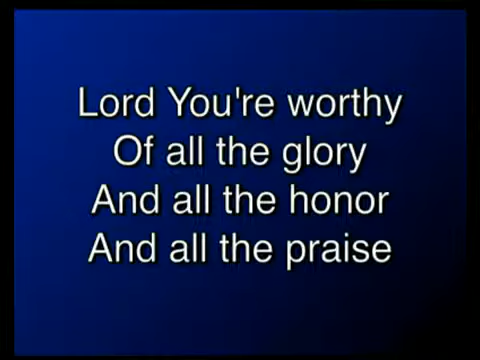 Lord You're worthy
Of all the glory
And all the honor
And all the praise